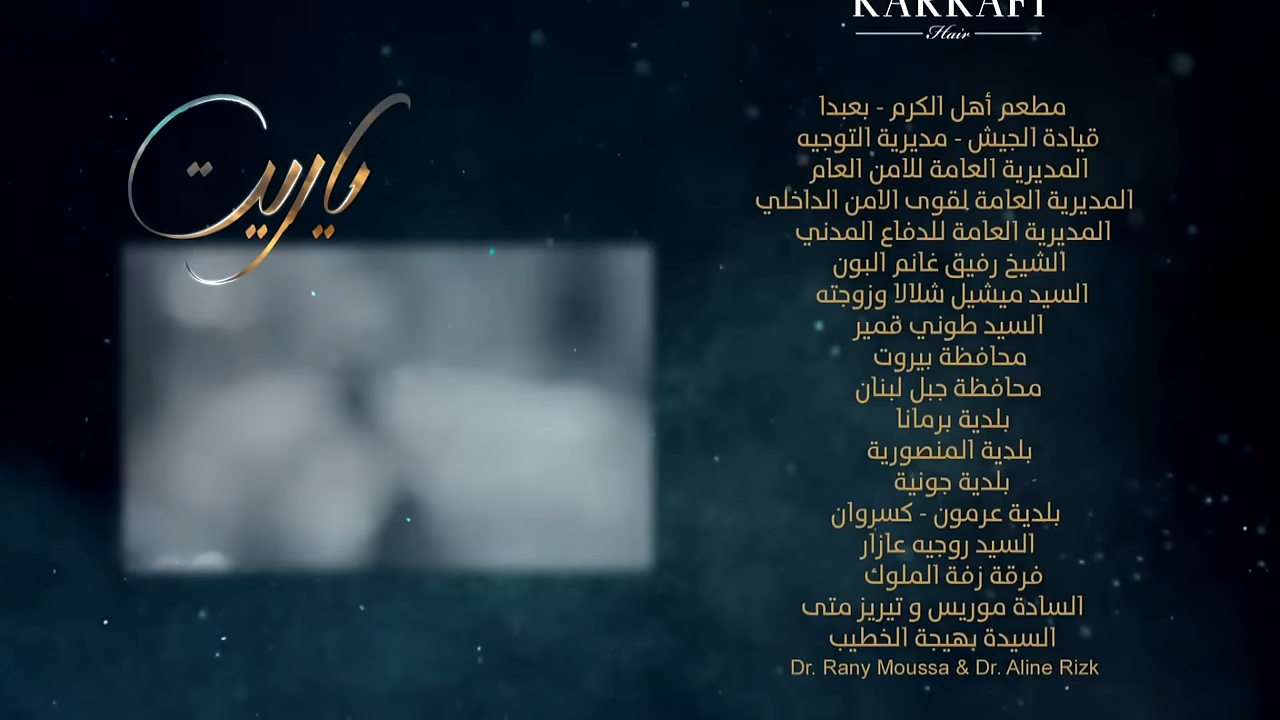 KARKAFI
Hair
ياريت
مطعم أهل الكرم - بعبدا
قيادة الجيش - مديرية التوجيه
المديرية العامة للامن العام
المديرية العامة لقوى الامن الداخلي
المديرية العامة للدفاع المدني
الشيخ رفيق غانم البون
السيد ميشيل شلالا وزوجته
السيد طوني قمير
محافظة بيروت
محافظة جبل لبنان
بلدية برمانا
بلدية المنصورية
بلدية جونية
بلدية عرمون - كسروان
السيد روجيه عازار
فرقة زفة الملوك
السادة موريس و تيريز متى
السيدة بهيجة الخطيب
Dr. Rany Moussa & Dr. Aline Rizk